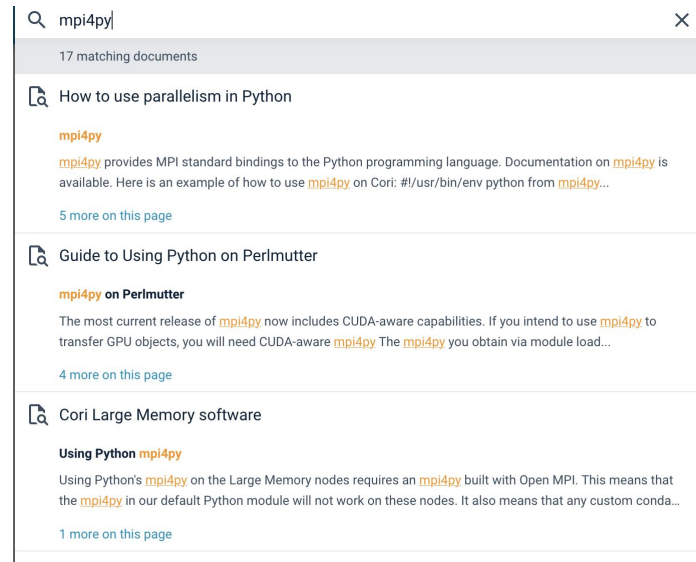 mpi4py
17 matching documents
How to use parallelism in Python
mpi4py
mpi4py provides MPI standard bindings to the Python programming language. Documentation on mpi4py is
available. Here is an example of how to use mpi4py on Cori: #!/usr/bin/env python from mpi4py...
5 more on this page
Guide to Using Python on Perlmutter
mpi4py on Perlmutter
The most current release of mpi4py now includes CUDA-aware capabilities. If you intend to use mpi4py to
transfer GPU objects, you will need CUDA-aware mpi4py The mpi4py you obtain via module load...
4 more on this page
Cori Large Memory software
Using Python mpi4py
Using Python's mpi4py on the Large Memory nodes requires an mpi4py built with Open MPI. This means that
the mpi4py in our default Python module will not work on these nodes. It also means that any custom conda...
1 more on this page